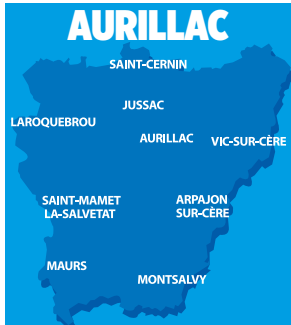 AURILLAC
SAINT-CERNIN
JUSSAC
LAROQUEBROU
AURILLAC
VIC-SUR-CÈRE
SAINT-MAMET
LA-SALVETAT
ARPAJON
SUR-CÈRE
MAURS
MONTSALVY